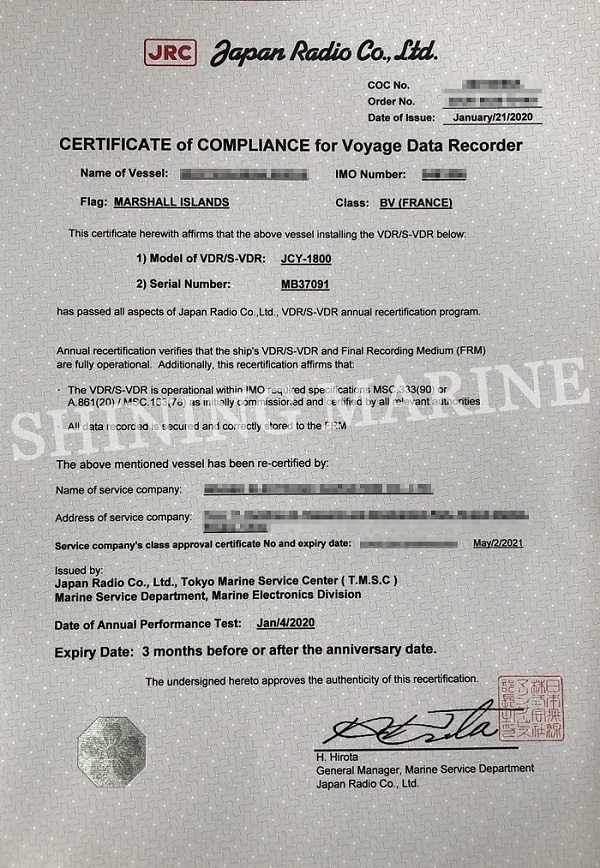 JRC Japan Radio Co., Ltd.
COC No.
Order No.
Date of Issue: January/21/2020
CERTIFICATE of COMPLIANCE for Voyage Data Recorder
Name of Vessel: IMO Number:
Flag: MARSHALL ISLANDS Class: BV (FRANCE)
This certificate herewith affirms that the above vessel installing the VDR/S-VDR below:
1) Model of VDR/S-VDR: JCY-1800
2) Serial Number: MB37091
has passed all aspects of Japan Radio Co.,Ltd., VDR/S-VDR annual recertification program.
Annual recertification verifies that the ship's VDR/S-VDR and Final Recording Medium (FRM)
are fully operational. Additionally, this recertification affirms that:
· The VDR/S-VDR is operational within IMO required specifications MSC.333(90) or
A.861(20) / MSC.163(78) as initially commissioned and certified by all relevant authorities
· All data recorded is secured and correctly stored to the FRM
SHINING MARINE
The above mentioned vessel has been re-certified by:
Name of service company:
Address of service company:
Service company's class approval certificate No and expiry date: May/2/2021
Issued by:
Japan Radio Co., Ltd., Tokyo Marine Service Center ( T.M.S.C )
Marine Service Department, Marine Electronics Division
Date of Annual Performance Test: Jan/4/2020
Expiry Date: 3 months before or after the anniversary date.
The undersigned hereto approves the authenticity of this recertification.
H. Hirota
General Manager, Marine Service Department
Japan Radio Co., Ltd.